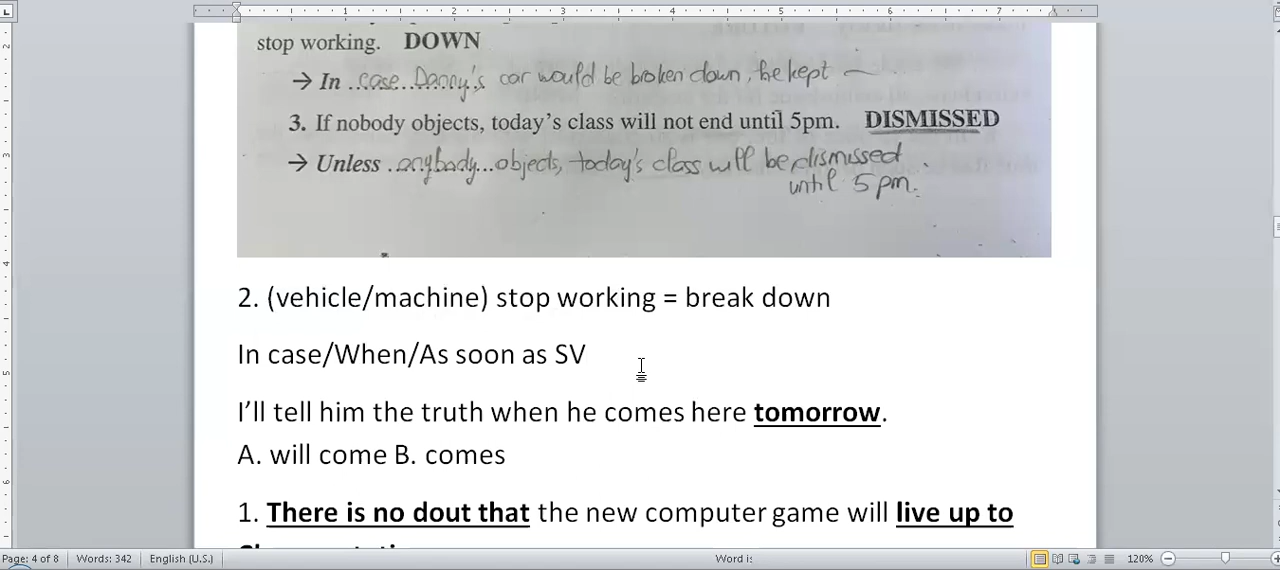 stop working. DOWN
→ In ...case...Danny's car would be broken down, he kept
3. If nobody objects, today's class will not end until 5pm. DISMISSED
→ Unless ..anybody...objects, today's class will be dismissed .
until 5 pm.
2. (vehicle/machine) stop working = break down
In case/When/As soon as SV
I'll tell him the truth when he comes here tomorrow.
A. will come B. comes
1. There is no dout that the new computer game will live up to
Page: 4 of 8 Words: 342 English (U.S.) Word is 120%